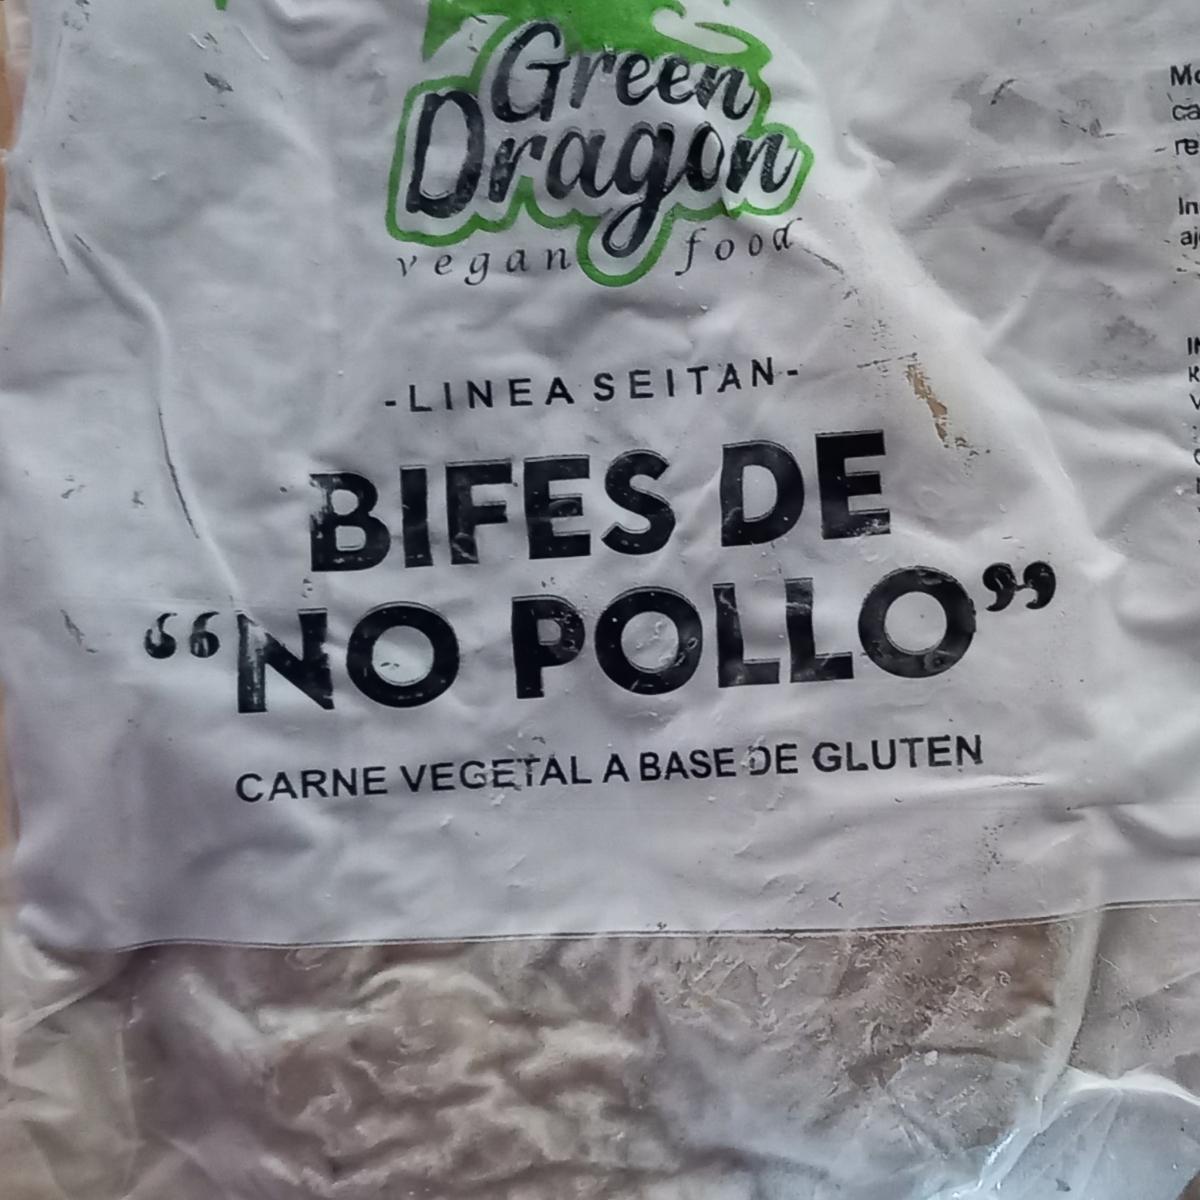 Green
Dragon
vegan food
-LINEA SEITAN-
BIFES DE
“NO POLLO”
CARNE VEGETAL A BASE DE GLUTEN